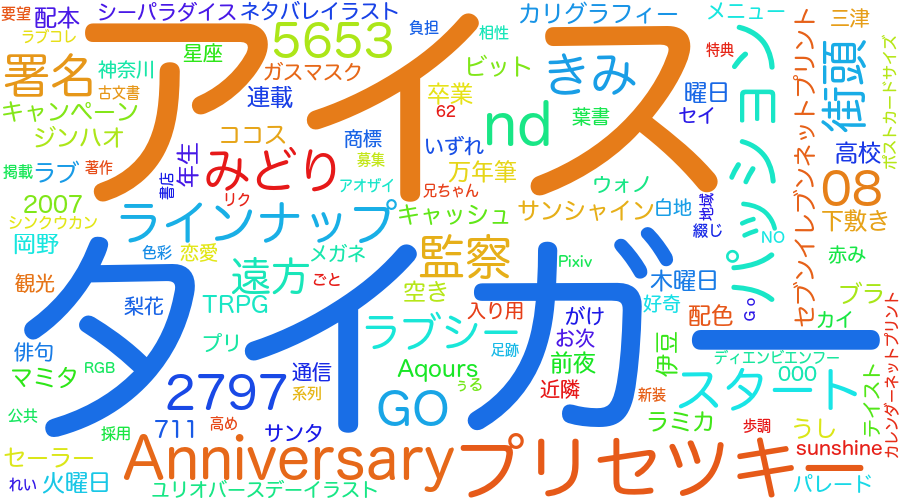 要望 配本 シーパラダイス ネタバレイラスト 負担 カリグラフィー メニュー 三津
ラブコレ 星座 5653 相性 特典
アイス
署名 神奈川 ガスマスク ビット きみ パッション 街頭 ポストカードサイズ
古文書 連載 卒業 曜日
キャンペーン 62 nd 葉書 セイ セブンイレブンネットプリント
ジンハオ ココス 商標 いずれ 高校
掲載 ラブ 著作 年生 みどり 募集 万年筆
書店 アオザイ 兄ちゃん ウォノ 08
2007 リク 白地 地域
シンクウカン ラインナップ キャッシュ サンシャイン 綴じ 下敷き
岡野 色彩 恋愛 メガネ 監察 NO 赤み
タイガー
観光 遠方 ごと Pixiv 木曜日
梨花 TRPG 空き 入り用 がけ 好奇 配色 Go カイ ブラ
俳句 プリ ラブシー お次 伊豆 カレンダーネットプリント
足跡 ディエンビエンフー
マミタ RGB 通信 Aqours 前夜 000 テイスト
2797 系列 うる 近隣 新装 スタート
公共 採用 711 高め サンタ GO ラミカ 歩調 うし
セーラー Anniversary プリセツキー sunshine
れい 火曜日 ユリオバースデーイラスト パレード